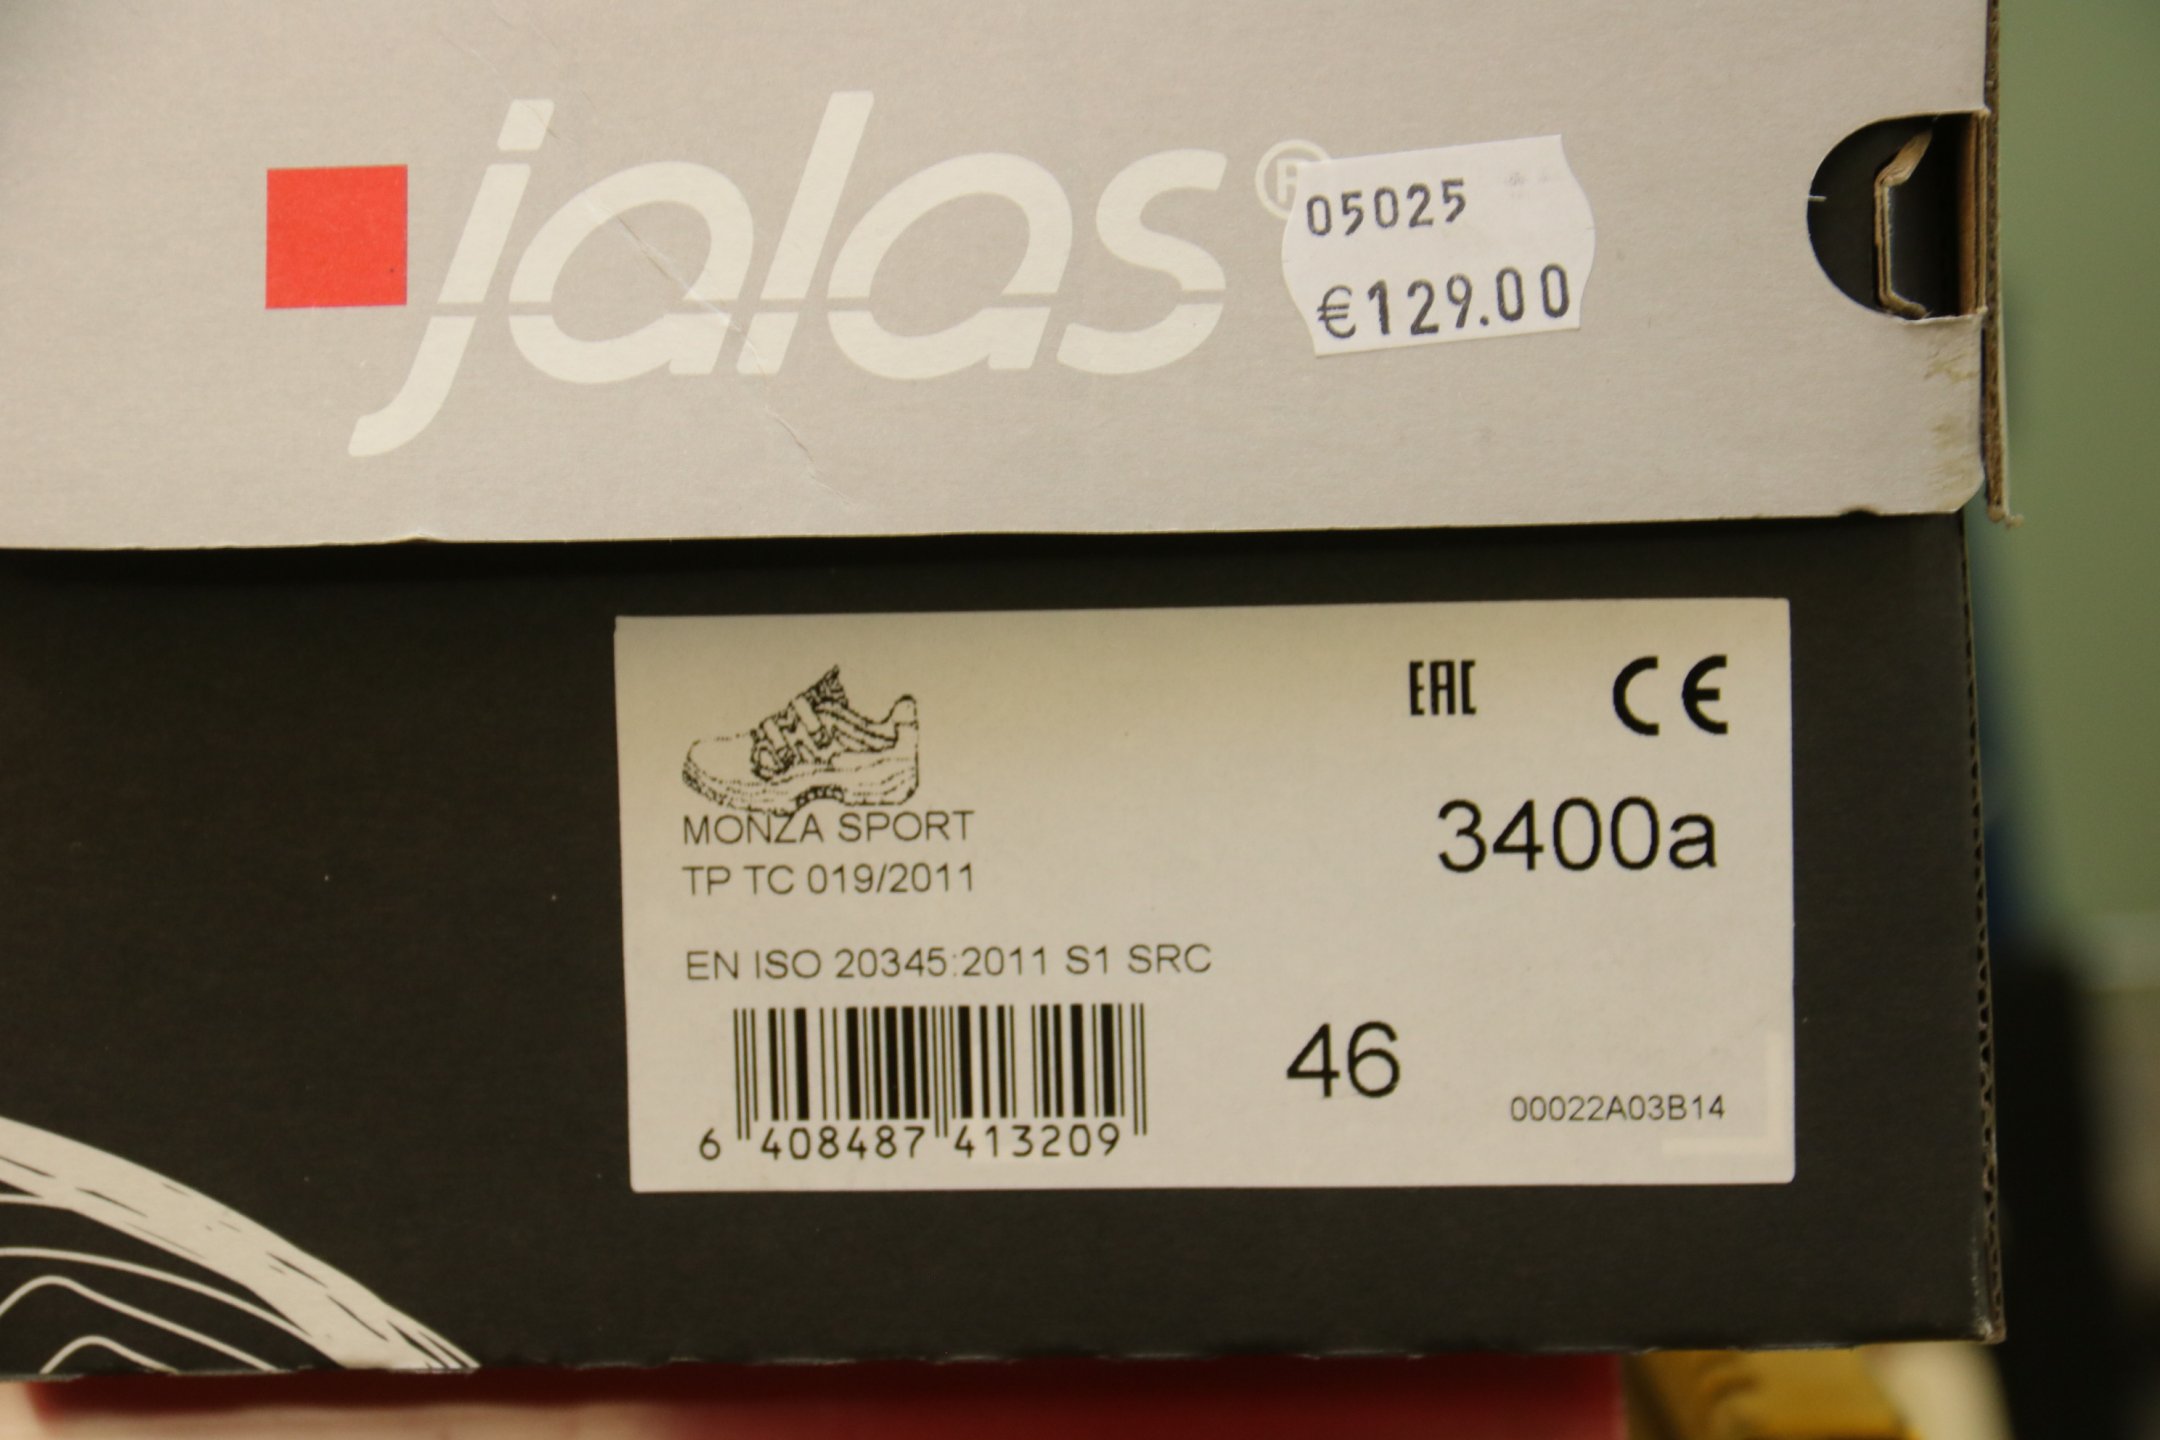 jalas®
05025
€129.00
EAC CE
3400a
MONZA SPORT
TP TC 019/2011
EN ISO 20345:2011 S1 SRC
6 408487 413209
46
00022A03B14